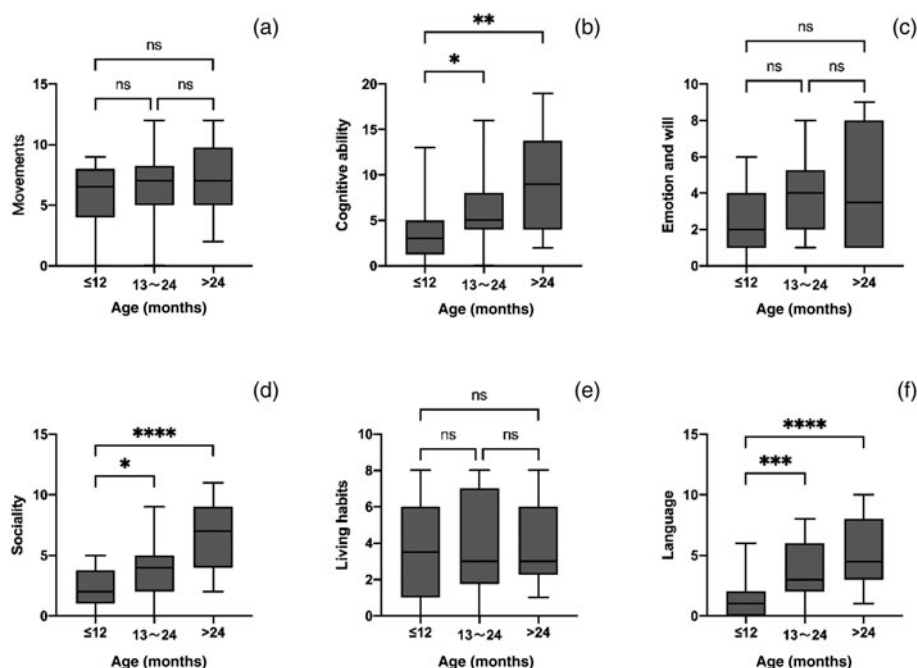 (a)
ns
ns
ns
Movements
15
10
5
0
≤12
13～24
>24
Age (months)
(b)
**
*
Cognitive ability
20
15
10
5
0
≤12
13～24
>24
Age (months)
(c)
ns
ns
ns
Emotion and will
10
8
6
4
2
0
≤12
13～24
>24
Age (months)
(d)
****
*
Sociality
15
10
5
0
≤12
13～24
>24
Age (months)
(e)
ns
ns
ns
Living habits
10
8
6
4
2
0
≤12
13～24
>24
Age (months)
(f)
****
***
Language
15
10
5
0
≤12
13～24
>24
Age (months)